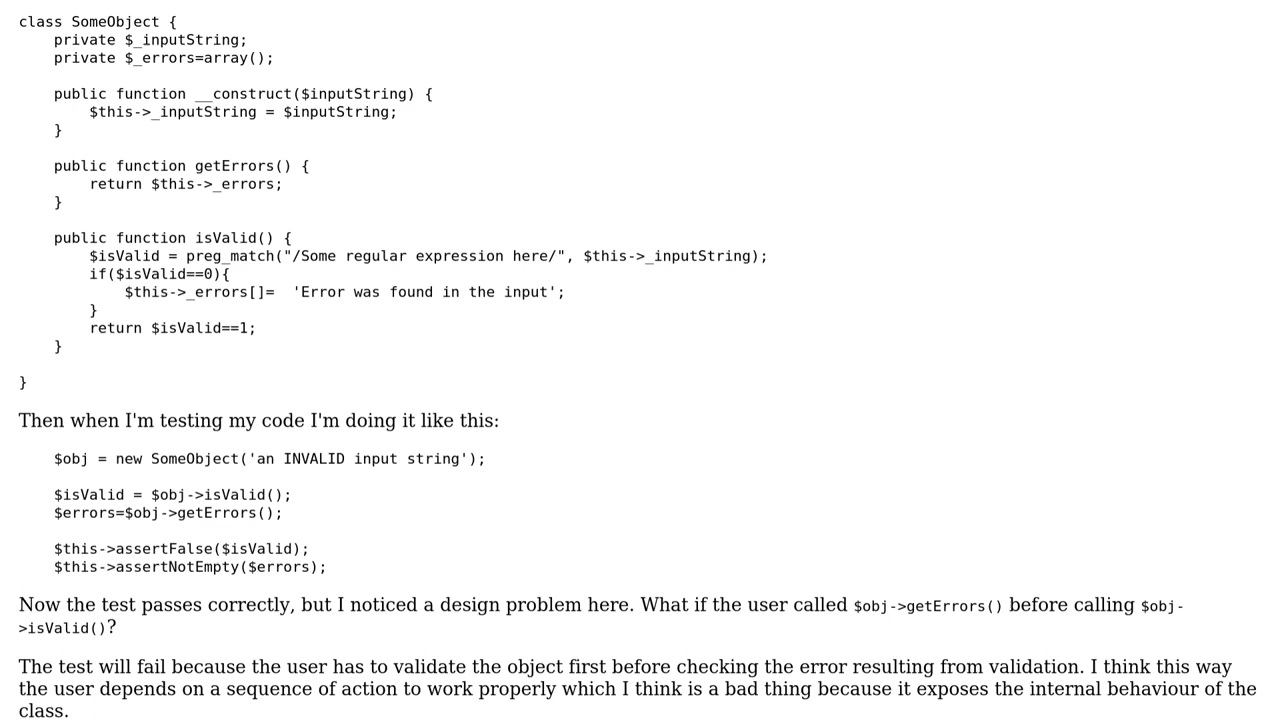 class SomeObject {
    private $_inputString;
    private $_errors=array();

    public function __construct($inputString) {
        $this->_inputString = $inputString;
    }

    public function getErrors() {
        return $this->_errors;
    }

    public function isValid() {
        $isValid = preg_match("/Some regular expression here/", $this->_inputString);
        if($isValid==0){
            $this->_errors[]=  'Error was found in the input';
        }
        return $isValid==1;
    }

}
Then when I'm testing my code I'm doing it like this:
    $obj = new SomeObject('an INVALID input string');

    $isValid = $obj->isValid();
    $errors=$obj->getErrors();

    $this->assertFalse($isValid);
    $this->assertNotEmpty($errors);
Now the test passes correctly, but I noticed a design problem here. What if the user called $obj->getErrors() before calling $obj-
>isValid()?
The test will fail because the user has to validate the object first before checking the error resulting from validation. I think this way
the user depends on a sequence of action to work properly which I think is a bad thing because it exposes the internal behaviour of the
class.